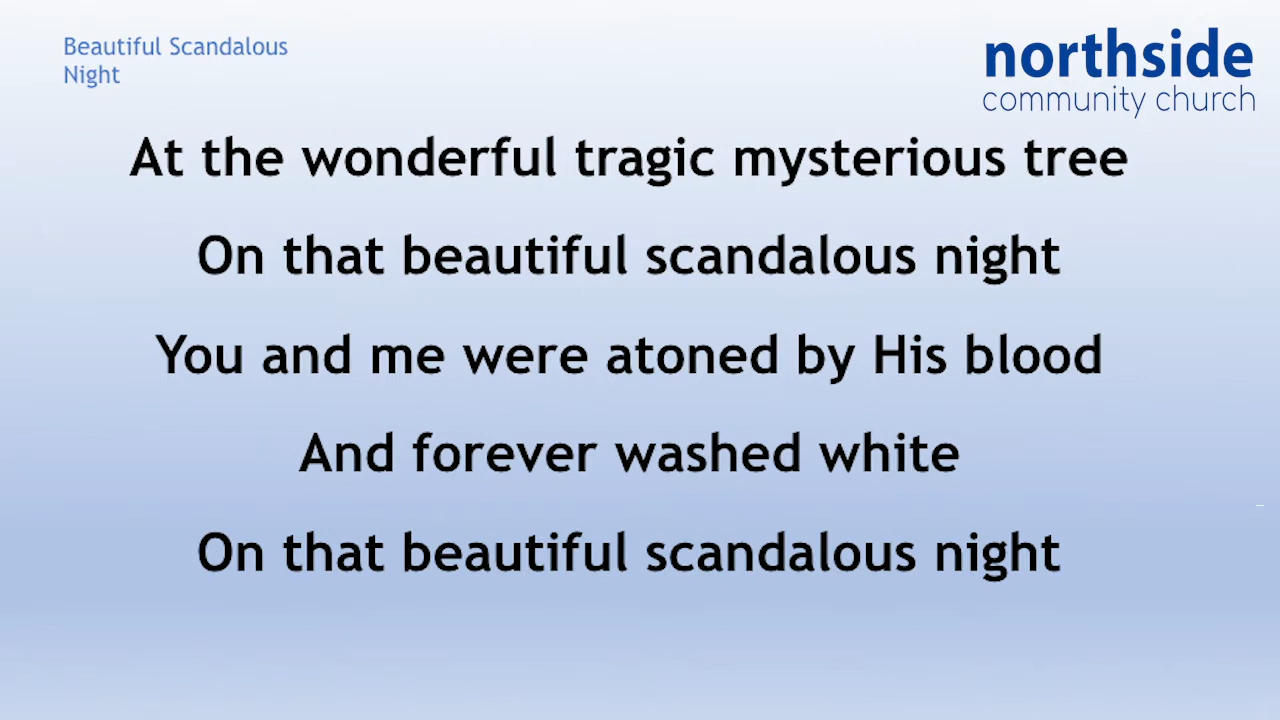 Beautiful Scandalous
Night
northside
community church
At the wonderful tragic mysterious tree
On that beautiful scandalous night
You and me were atoned by His blood
And forever washed white
On that beautiful scandalous night